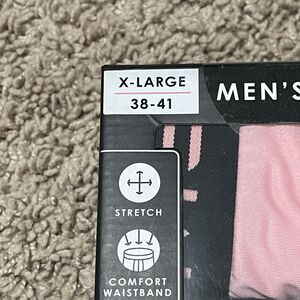 X-LARGE
38-41
MEN'S
STRETCH
COMFORT
WAISTBAND